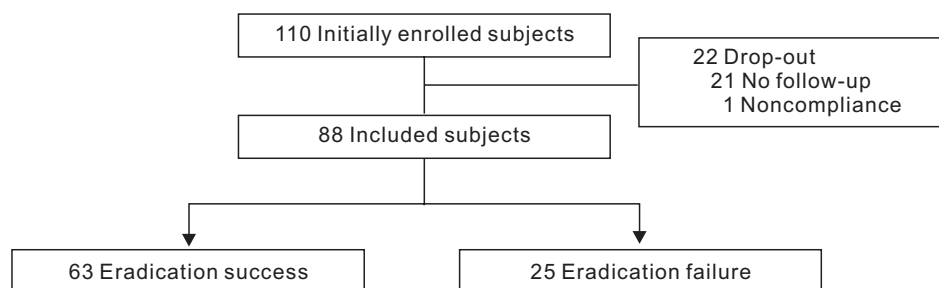 110 Initially enrolled subjects
22 Drop-out
21 No follow-up
1 Noncompliance
88 Included subjects
63 Eradication success
25 Eradication failure